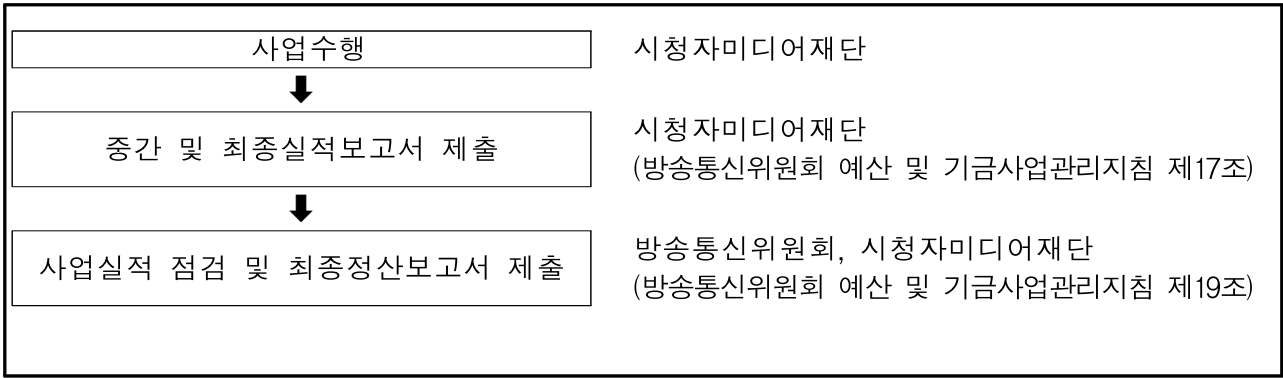 사업수행
시청자미디어재단
중간 및 최종실적보고서 제출
시청자미디어재단
(방송통신위원회 예산 및 기금사업관리지침 제17조)
사업실적 점검 및 최종정산보고서 제출
방송통신위원회, 시청자미디어재단
(방송통신위원회 예산 및 기금사업관리지침 제19조)